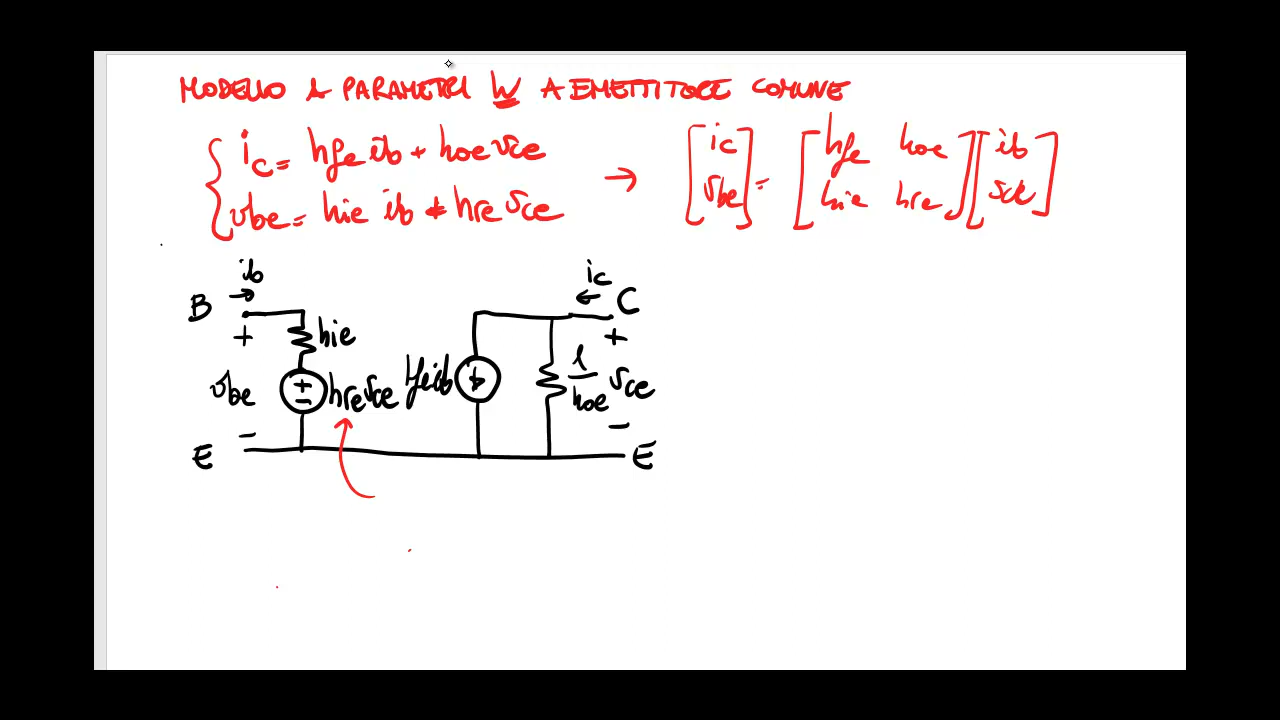 MODELLO A PARAMETRI h A EMETTITORE COMUNE
ic = hfe ib + hoe vce → [ic vbe] = [hfe hoe hie hre] [ib vce]
vbe = hie ib + hre vce
ib
ic
B
C
+
hie
+
vbe
+
−
hre vce
hfe ib
1/hoe
vce
−
−
E
E